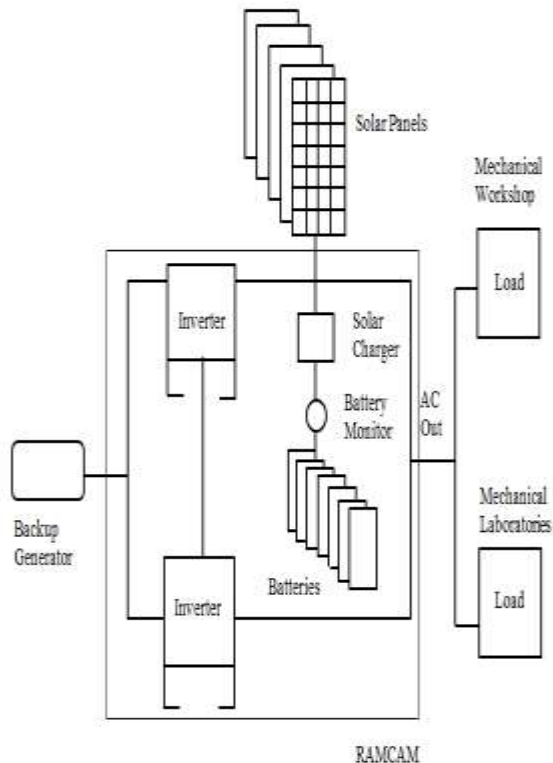 Solar Panels
Mechanical
Workshop
Load
Inverter
Solar
Charger
Battery
Monitor
AC
Out
Backup
Generator
Mechanical
Laboratories
Load
Batteries
Inverter
RAMCAM